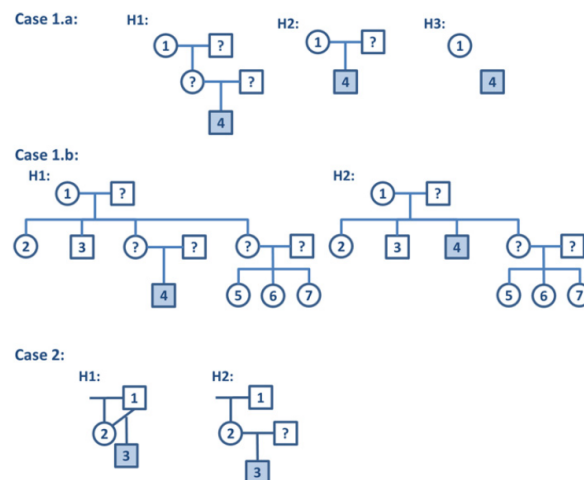 Case 1.a:
H1: H2: H3:
1 ? 1 ? 1
? ? 4 4
4
Case 1.b:
H1: H2:
1 ? 1 ?
2 3 ? ? ? ? 2 3 4 ? ?
4 5 6 7 5 6 7
Case 2:
H1: H2:
1 1
2 2 ?
3 3